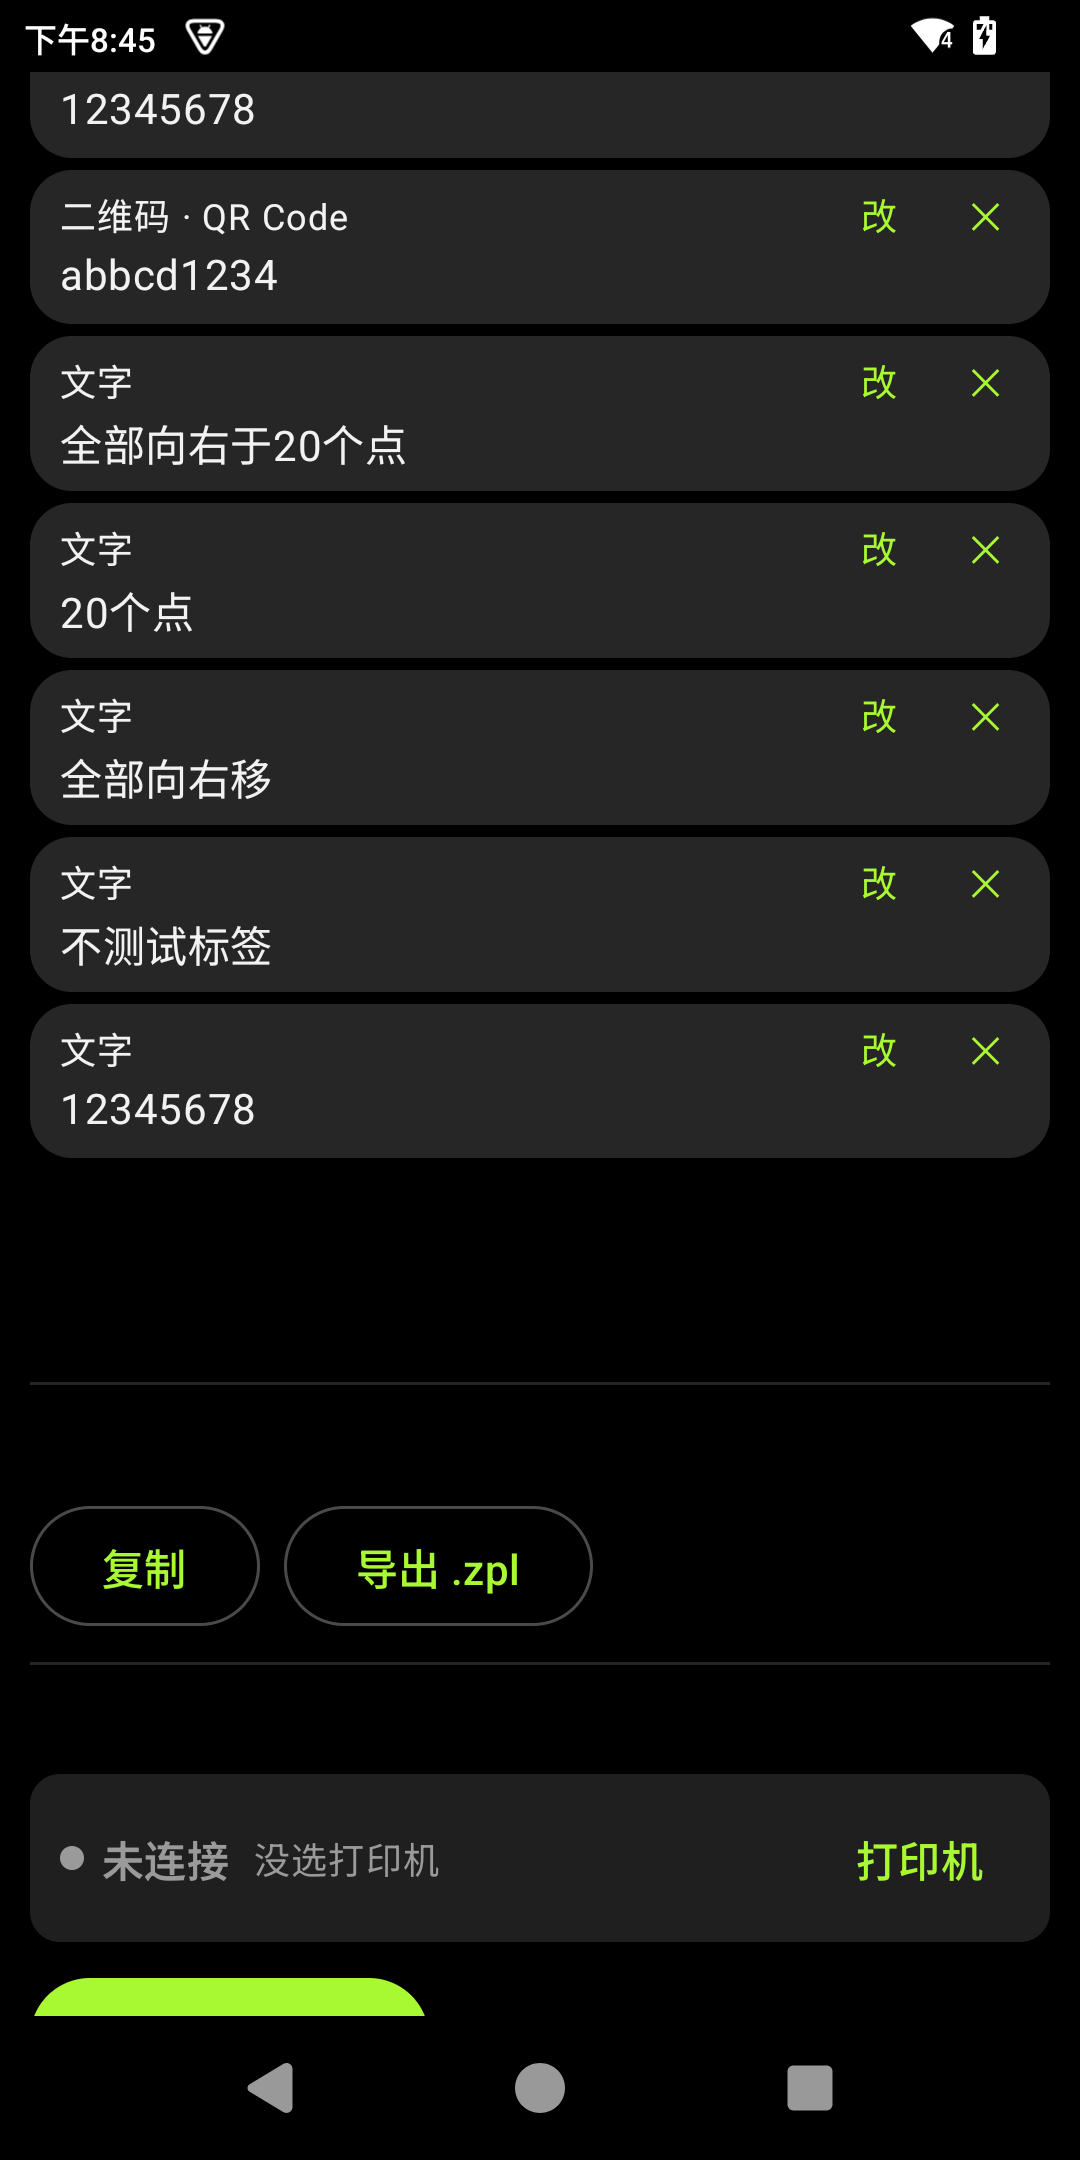 下午8:45
4
12345678
二维码 · QR Code
改
abbcd1234
文字
改
全部向右于20个点
文字
改
20个点
文字
改
全部向右移
文字
改
不测试标签
文字
改
12345678
复制
导出 .zpl
未连接 没选打印机
打印机